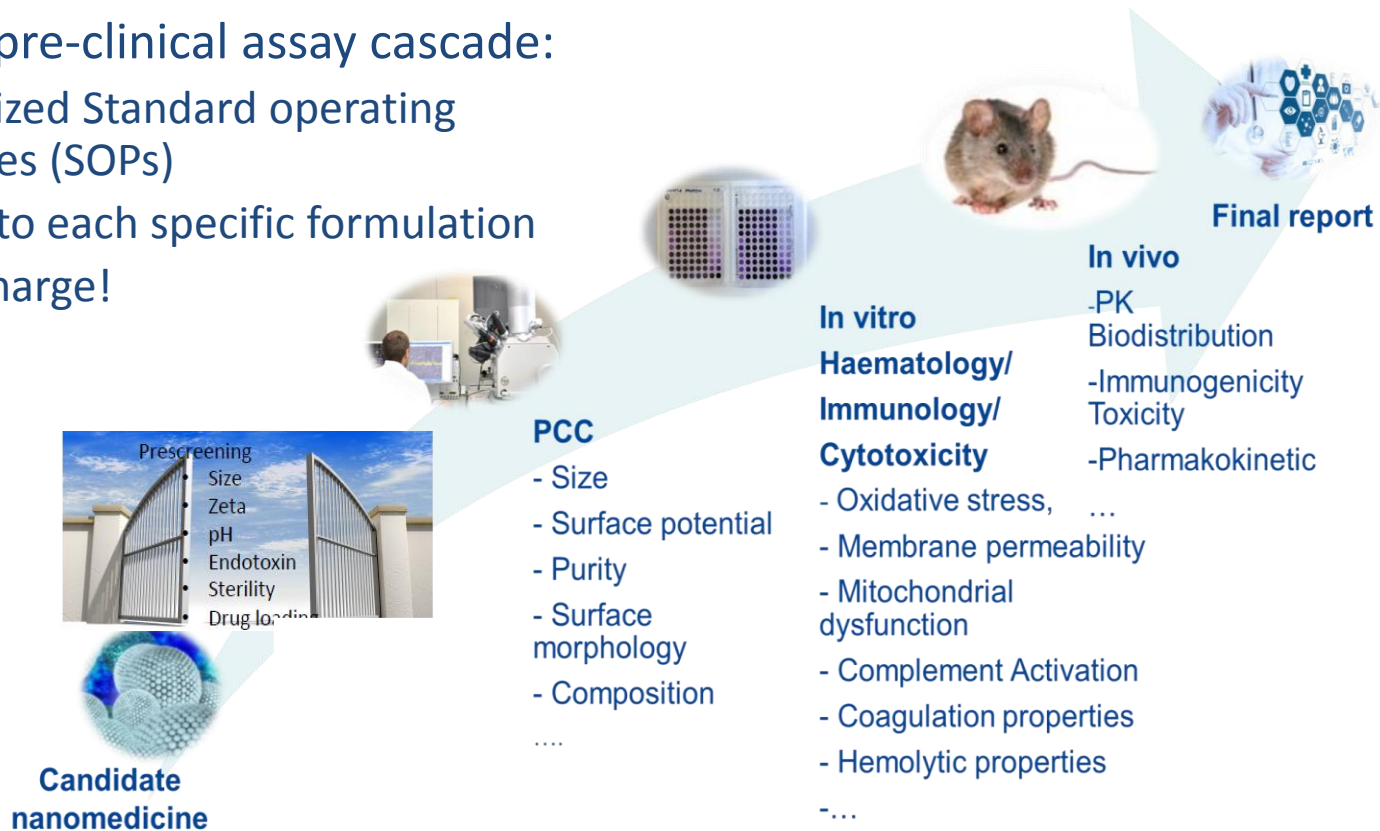 pre-clinical assay cascade:
ized Standard operating
es (SOPs)
to each specific formulation
harge!
Prescreening
• Size
• Zeta
• pH
• Endotoxin
• Sterility
• Drug loading
Candidate
nanomedicine
PCC
- Size
- Surface potential
- Purity
- Surface
morphology
- Composition
....
In vitro
Haematology/
Immunology/
Cytotoxicity
- Oxidative stress,
- Membrane permeability
- Mitochondrial
dysfunction
- Complement Activation
- Coagulation properties
- Hemolytic properties
-...
In vivo
-PK
Biodistribution
-Immunogenicity
Toxicity
-Pharmakokinetic
...
Final report